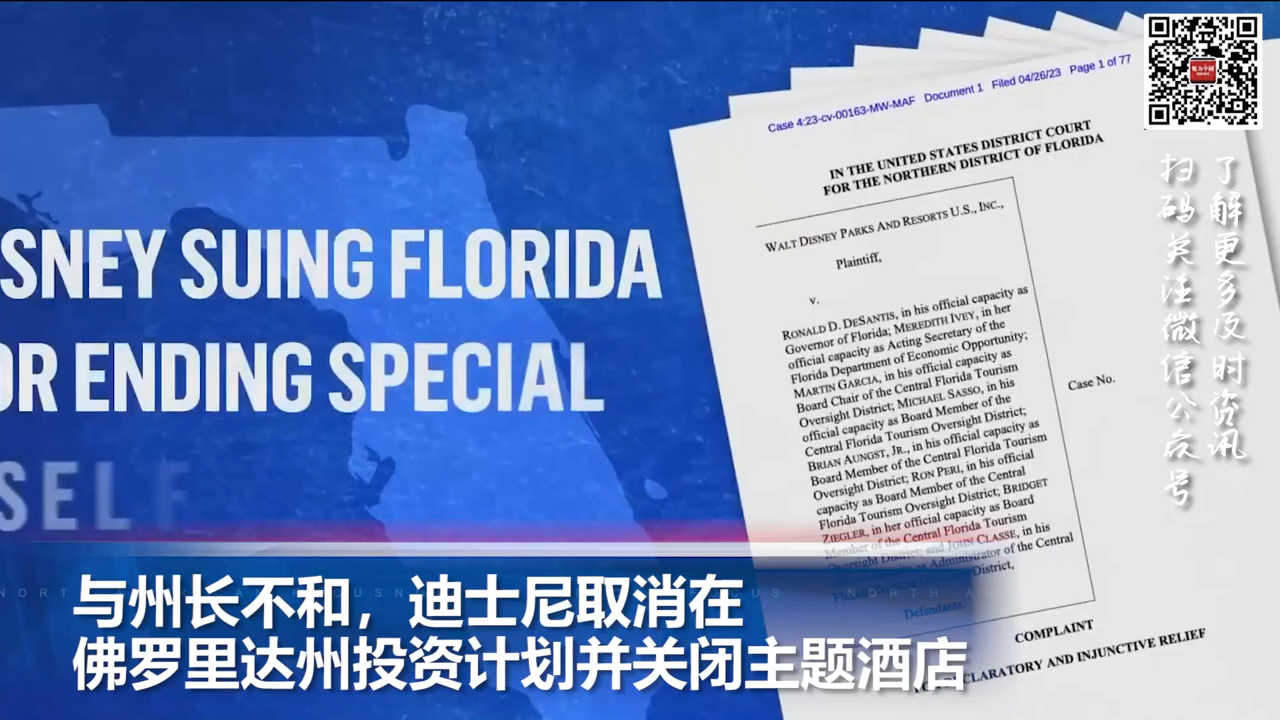 SNEY SUING FLORIDA
OR ENDING SPECIAL
SELF
Case 4:23-cv-00163-MW-MAF Document 1 Filed 04/26/23 Page 1 of 77
IN THE UNITED STATES DISTRICT COURT
FOR THE NORTHERN DISTRICT OF FLORIDA
WALT DISNEY PARKS AND RESORTS U.S., INC.,
Plaintiff,
v.
RONALD D. DESANTIS, in his official capacity as
Governor of Florida; MEREDITH IVEY, in her
official capacity as Acting Secretary of the
Florida Department of Economic Opportunity;
MARTIN GARCIA, in his official capacity as
Board Chair of the Central Florida Tourism
Oversight District; MICHAEL SASSO, in his
official capacity as Board Member of the
Central Florida Tourism Oversight District;
BRIAN AUNGST, JR., in his official capacity as
Board Member of the Central Florida Tourism
Oversight District; RON PERI, in his official
capacity as Board Member of the Central
Florida Tourism Oversight District; BRIDGET
ZIEGLER, in her official capacity as Board
Member of the Central Florida Tourism
Oversight District; and JOHN CLASSE, in his
as Administrator of the Central
District,
Defendants
Case No.
COMPLAINT
DECLARATORY AND INJUNCTIVE RELIEF
了解更多及时资讯
扫码关注微信公众号
与州长不和，迪士尼取消在
佛罗里达州投资计划并关闭主题酒店